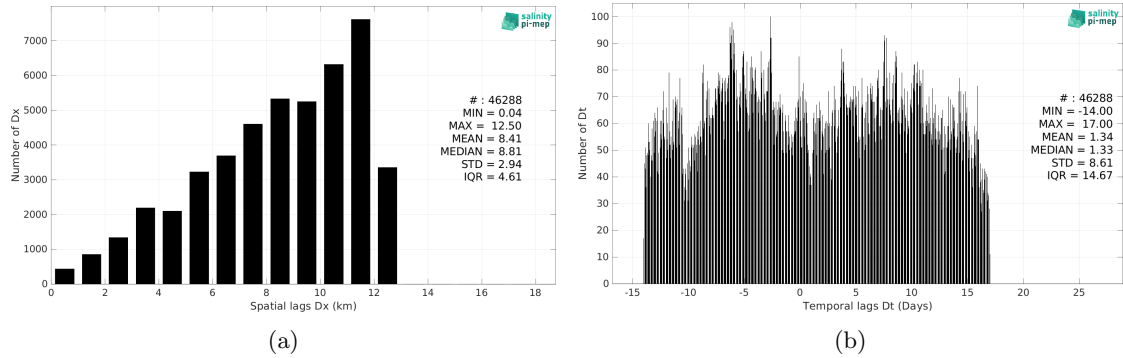 salinity
pi-mep
7000
6000
5000
4000
3000
2000
1000
0
Number of Dx
# : 46288
MIN = 0.04
MAX = 12.50
MEAN = 8.41
MEDIAN = 8.81
STD = 2.94
IQR = 4.61
0 2 4 6 8 10 12 14 16 18
Spatial lags Dx (km)
(a)
salinity
pi-mep
100
90
80
70
60
50
40
30
20
10
0
Number of Dt
# : 46288
MIN = -14.00
MAX = 17.00
MEAN = 1.34
MEDIAN = 1.33
STD = 8.61
IQR = 14.67
-15 -10 -5 0 5 10 15 20 25
Temporal lags Dt (Days)
(b)